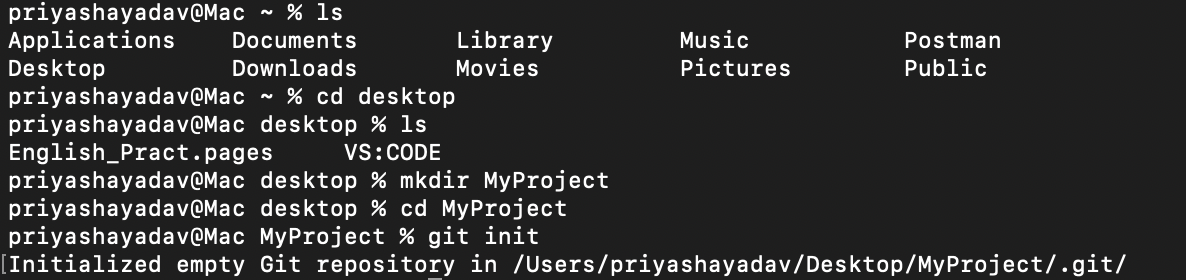 priyashayadav@Mac ~ % ls
Applications Documents Library Music Postman
Desktop Downloads Movies Pictures Public
priyashayadav@Mac ~ % cd desktop
priyashayadav@Mac desktop % ls
English_Pract.pages VS:CODE
priyashayadav@Mac desktop % mkdir MyProject
priyashayadav@Mac desktop % cd MyProject
priyashayadav@Mac MyProject % git init
[Initialized empty Git repository in /Users/priyashayadav/Desktop/MyProject/.git/